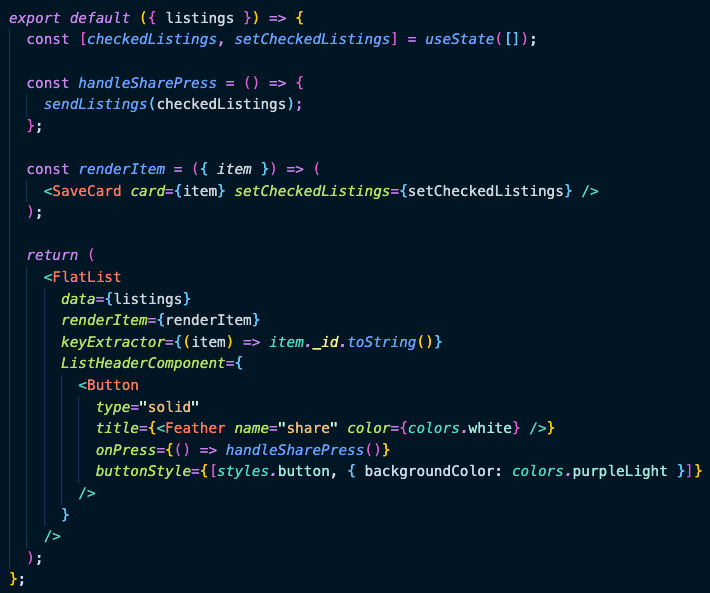 export default ({ listings }) => {
  const [checkedListings, setCheckedListings] = useState([]);

  const handleSharePress = () => {
    sendListings(checkedListings);
  };

  const renderItem = ({ item }) => (
    <SaveCard card={item} setCheckedListings={setCheckedListings} />
  );

  return (
    <FlatList
      data={listings}
      renderItem={renderItem}
      keyExtractor={(item) => item._id.toString()}
      ListHeaderComponent={
        <Button
          type="solid"
          title={<Feather name="share" color={colors.white} />}
          onPress={() => handleSharePress()}
          buttonStyle={[styles.button, { backgroundColor: colors.purpleLight }]}
        />
      }
    />
  );
};